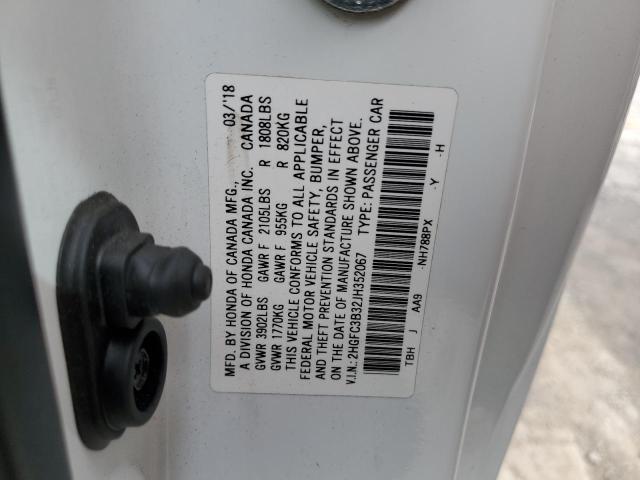 MFD. BY HONDA OF CANADA MFG., 03/'18
A DIVISION OF HONDA CANADA INC. CANADA
GVWR 3902LBS GAWR F 2105LBS R 1808LBS
GVWR 1770KG GAWR F 955KG R 820KG
THIS VEHICLE CONFORMS TO ALL APPLICABLE
FEDERAL MOTOR VEHICLE SAFETY, BUMPER,
AND THEFT PREVENTION STANDARDS IN EFFECT
ON THE DATE OF MANUFACTURE SHOWN ABOVE.
V.I.N.:2HGFC3B32JH352067 TYPE: PASSENGER CAR
TBH J AA9 -NH788PX -Y -H